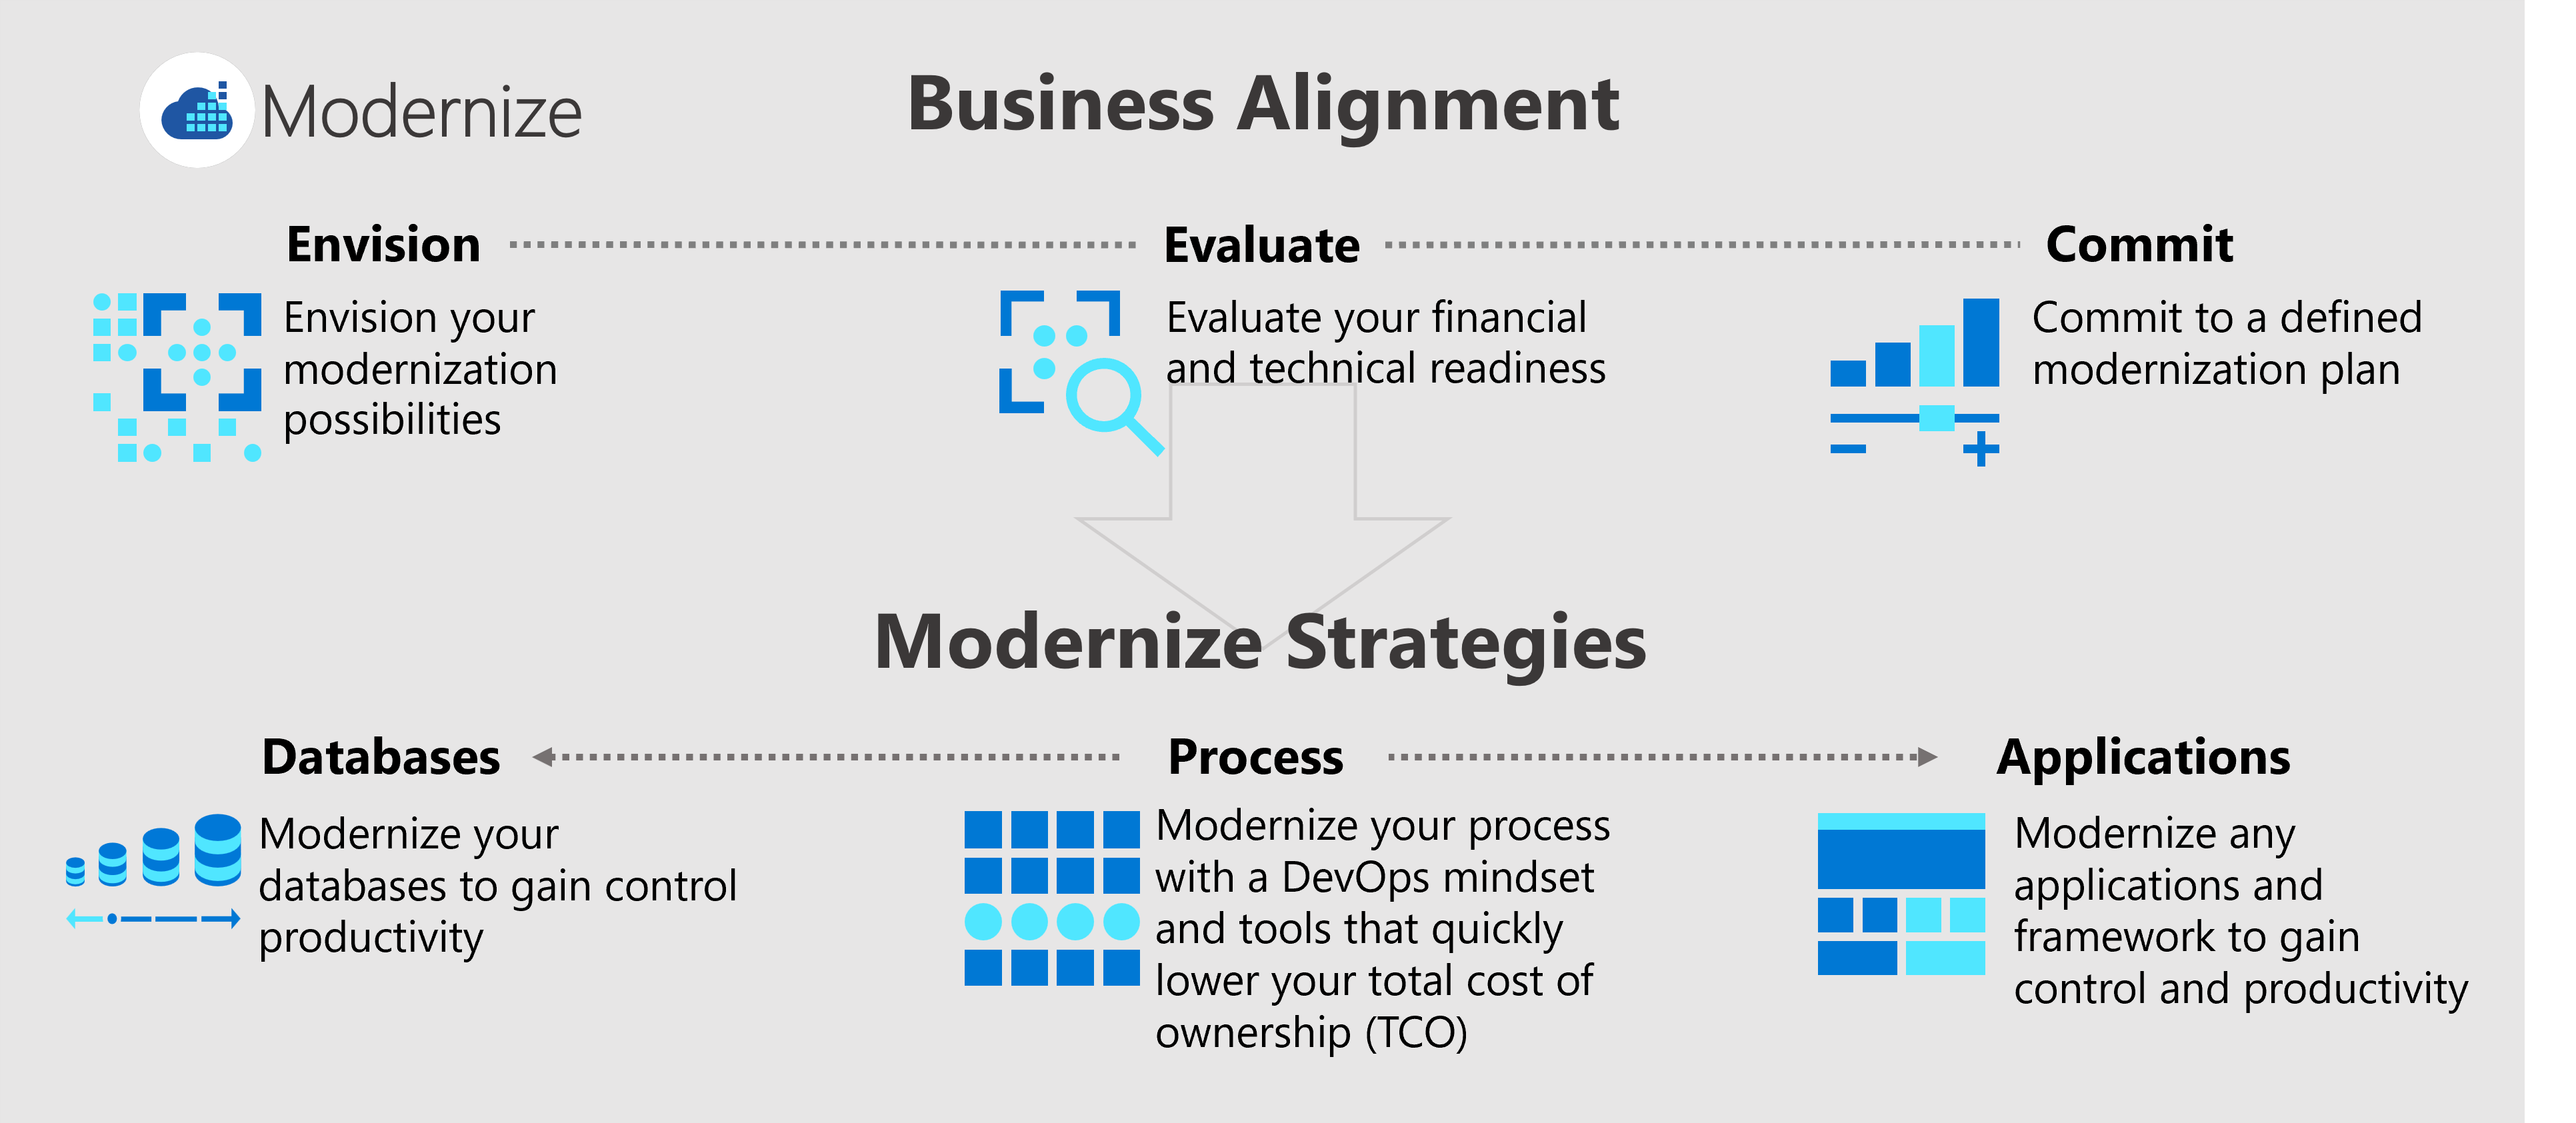 Modernize
Business Alignment
Envision
Envision your
modernization
possibilities
Evaluate
Evaluate your financial
and technical readiness
Commit
Commit to a defined
modernization plan
Modernize Strategies
Databases
Modernize your
databases to gain control
productivity
Process
Modernize your process
with a DevOps mindset
and tools that quickly
lower your total cost of
ownership (TCO)
Applications
Modernize any
applications and
framework to gain
control and productivity